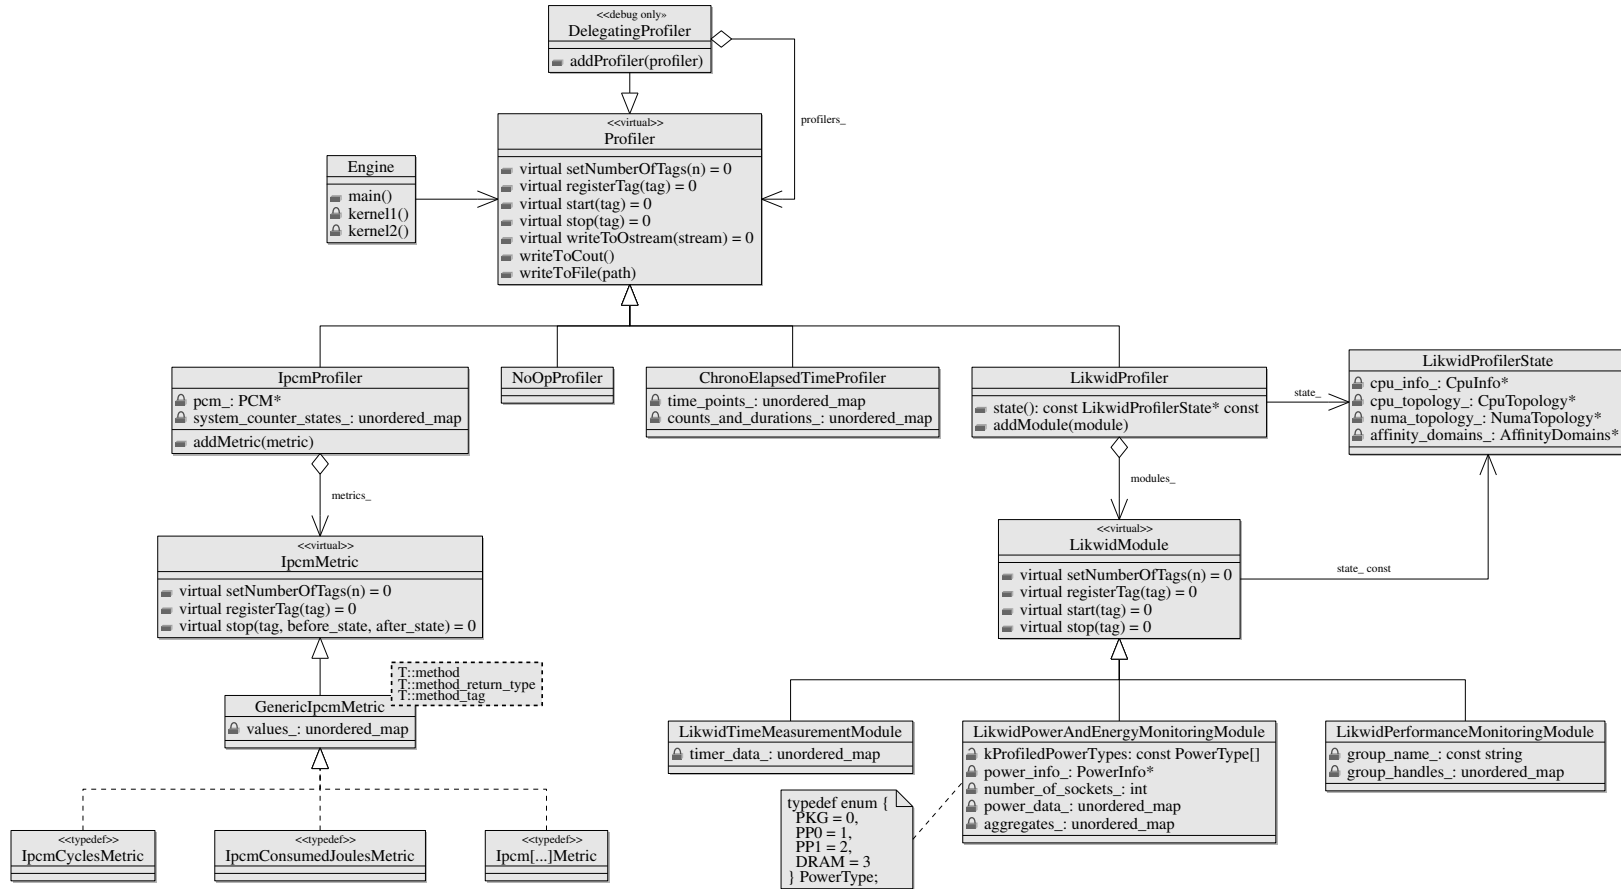 <<debug only»
DelegatingProfiler
addProfiler(profiler)
profilers_
<<virtual>>
Profiler
virtual setNumberOfTags(n) = 0
virtual registerTag(tag) = 0
virtual start(tag) = 0
virtual stop(tag) = 0
virtual writeToOstream(stream) = 0
writeToCout()
writeToFile(path)
Engine
main()
kernel1()
kernel2()
IpcmProfiler
pcm_: PCM*
system_counter_states_: unordered_map
addMetric(metric)
NoOpProfiler
ChronoElapsedTimeProfiler
time_points_: unordered_map
counts_and_durations_: unordered_map
LikwidProfiler
state(): const LikwidProfilerState* const
addModule(module)
state_
LikwidProfilerState
cpu_info_: CpuInfo*
cpu_topology_: CpuTopology*
numa_topology_: NumaTopology*
affinity_domains_: AffinityDomains*
metrics_
modules_
<<virtual>>
IpcmMetric
virtual setNumberOfTags(n) = 0
virtual registerTag(tag) = 0
virtual stop(tag, before_state, after_state) = 0
<<virtual>>
LikwidModule
virtual setNumberOfTags(n) = 0
virtual registerTag(tag) = 0
virtual start(tag) = 0
virtual stop(tag) = 0
state_ const
T::method
T::method_return_type
T::method_tag
GenericIpcmMetric
values_: unordered_map
LikwidTimeMeasurementModule
timer_data_: unordered_map
LikwidPowerAndEnergyMonitoringModule
kProfiledPowerTypes: const PowerType[]
power_info_: PowerInfo*
number_of_sockets_: int
power_data_: unordered_map
aggregates_: unordered_map
LikwidPerformanceMonitoringModule
group_name_: const string
group_handles_: unordered_map
typedef enum {
PKG = 0,
PP0 = 1,
PP1 = 2,
DRAM = 3
} PowerType;
<<typedef>>
IpcmCyclesMetric
<<typedef>>
IpcmConsumedJoulesMetric
<<typedef>>
Ipcm[...]Metric